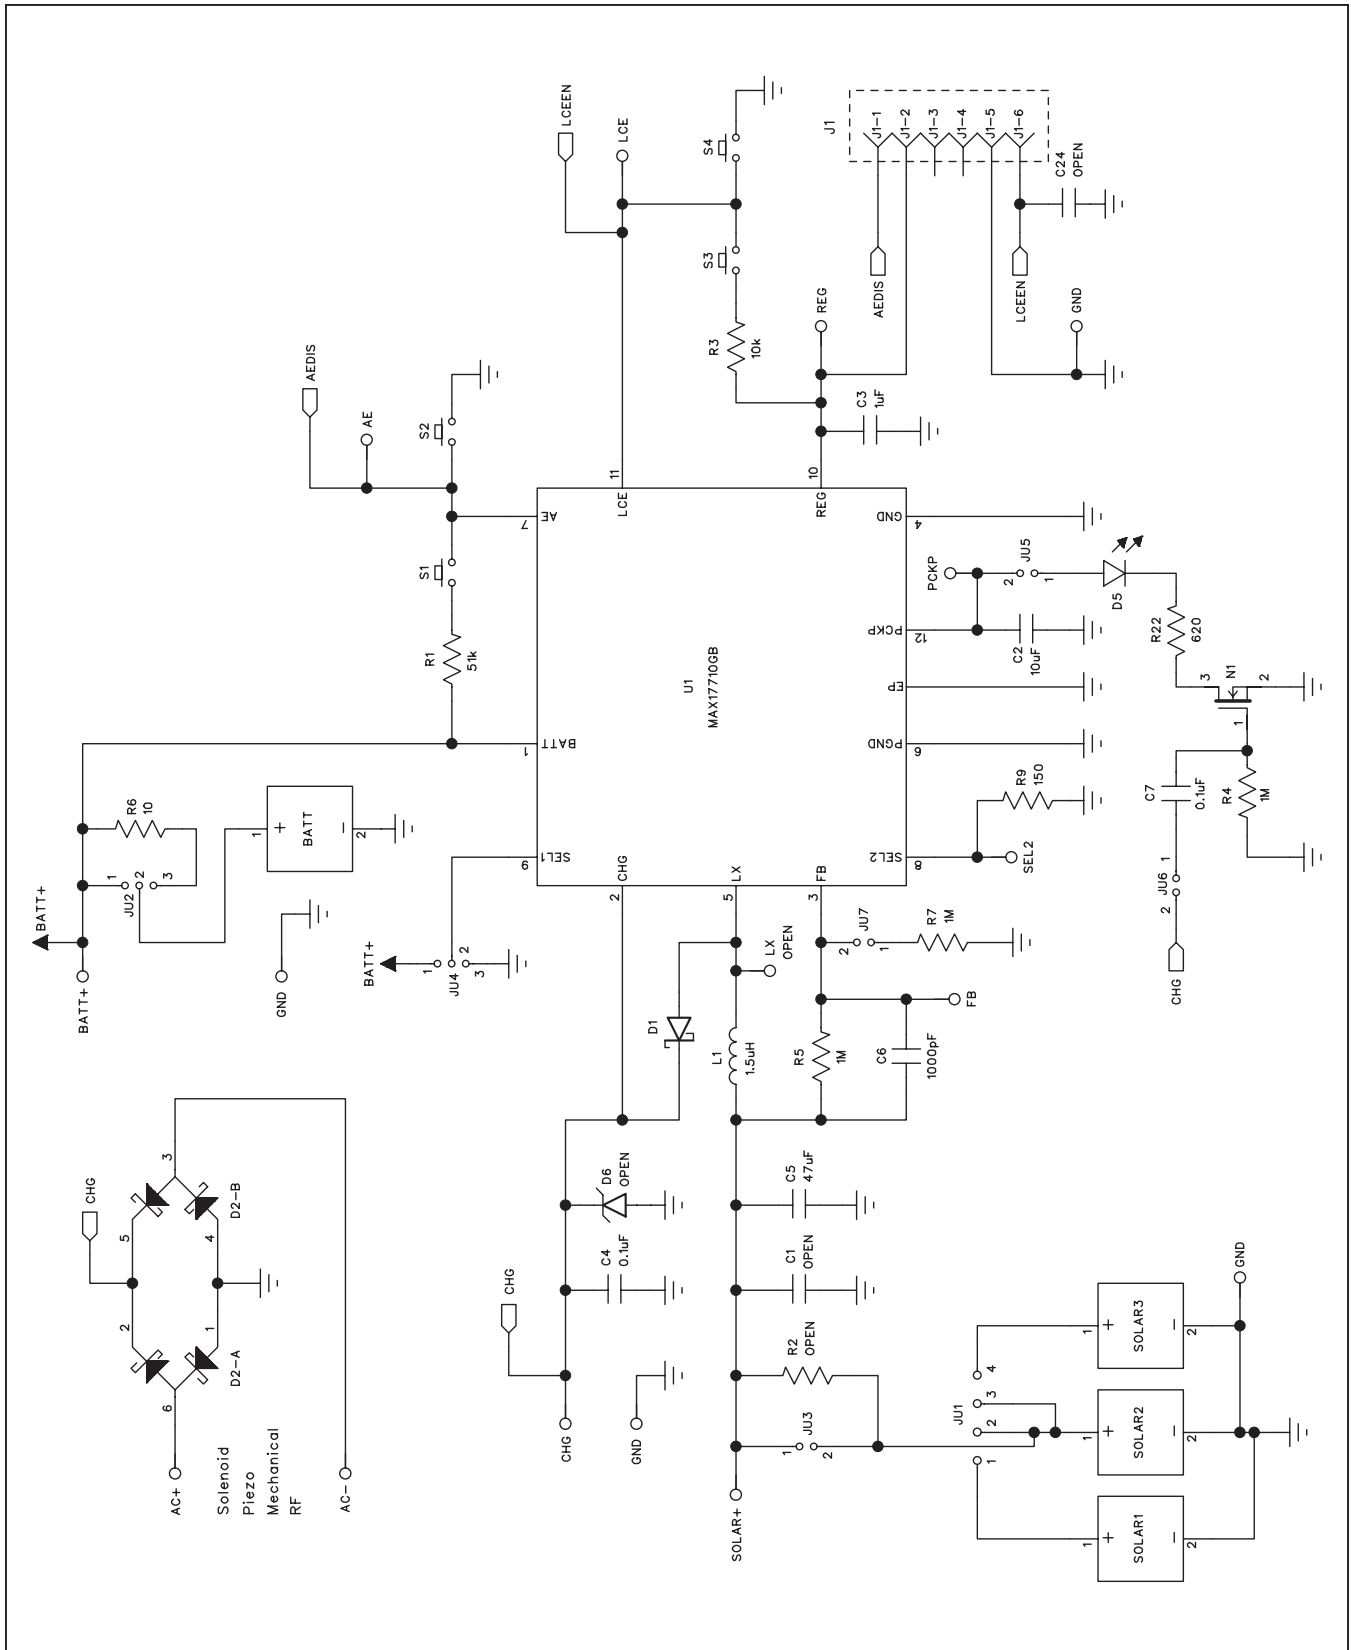 AC+
Solenoid
Piezo
Mechanical
RF
AC-
6
2
1
D2-A
CHG
5
4
D2-B
3
BATT+
BATT+
JU2
1
2
3
R6
10
GND
1
+
BATT
-
2
BATT+
JU4
1
2
3
R1
51k
S1
S2
AE
AEDIS
LCEEN
LCE
S4
S3
R3
10k
REG
C3
1uF
J1
J1-1
J1-2
J1-3
J1-4
J1-5
J1-6
AEDIS
LCEEN
C24
OPEN
GND
U1
MAX17710GB
BATT
1
AE
7
SEL1
9
CHG
2
LX
5
FB
3
LCE
11
REG
10
SEL2
8
PGND
6
EP
PCKP
12
GND
4
CHG
GND
CHG
C4
0.1uF
D6
OPEN
D1
L1
1.5uH
LX
OPEN
R5
1M
C6
1000pF
FB
JU7
2
1
R7
1M
SOLAR+
JU3
1
2
R2
OPEN
C1
OPEN
C5
47uF
JU1
1
2
3
4
1
+
SOLAR1
-
2
1
+
SOLAR2
-
2
1
+
SOLAR3
-
2
GND
SEL2
R9
150
C2
10uF
PCKP
JU5
2
1
D5
R22
620
N1
3
1
2
CHG
JU6
2
1
C7
0.1uF
R4
1M